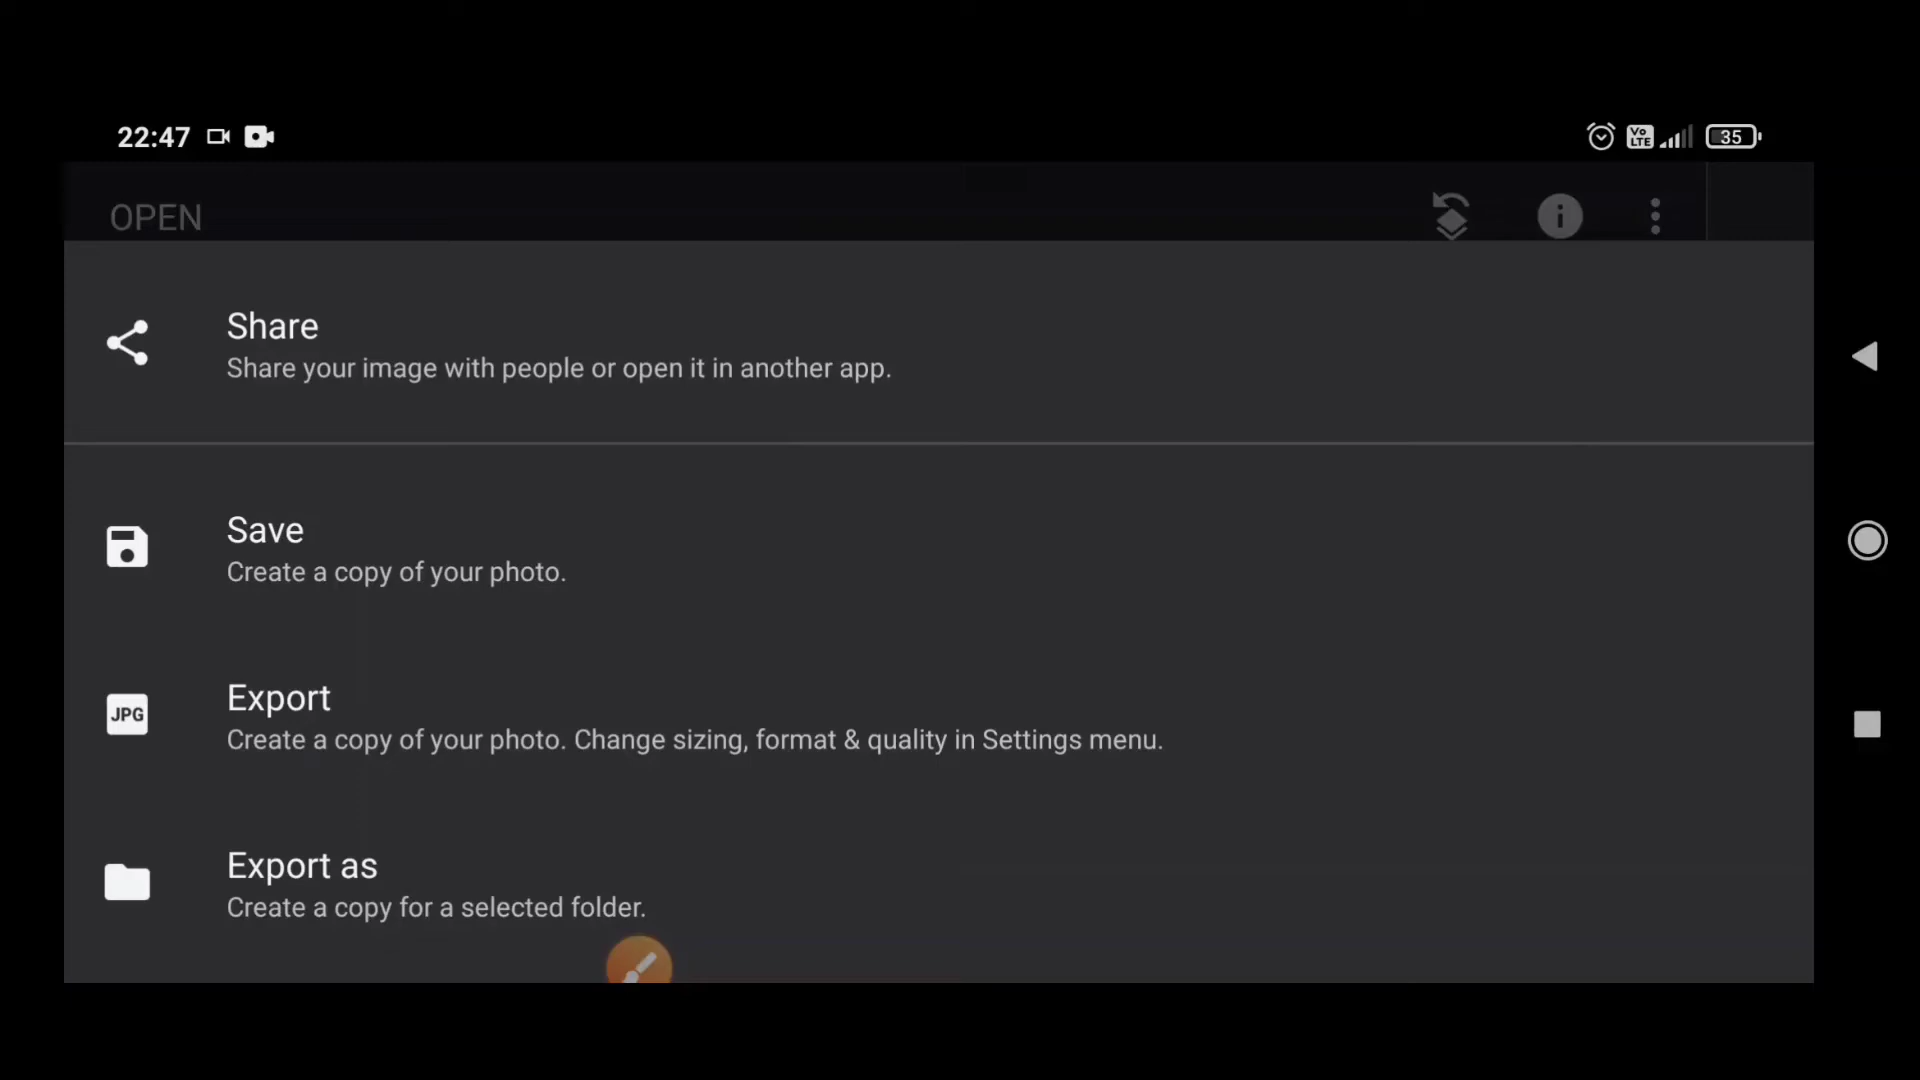 22:47 Vo LTE 35
OPEN
Share
Share your image with people or open it in another app.
Save
Create a copy of your photo.
JPG
Export
Create a copy of your photo. Change sizing, format & quality in Settings menu.
Export as
Create a copy for a selected folder.